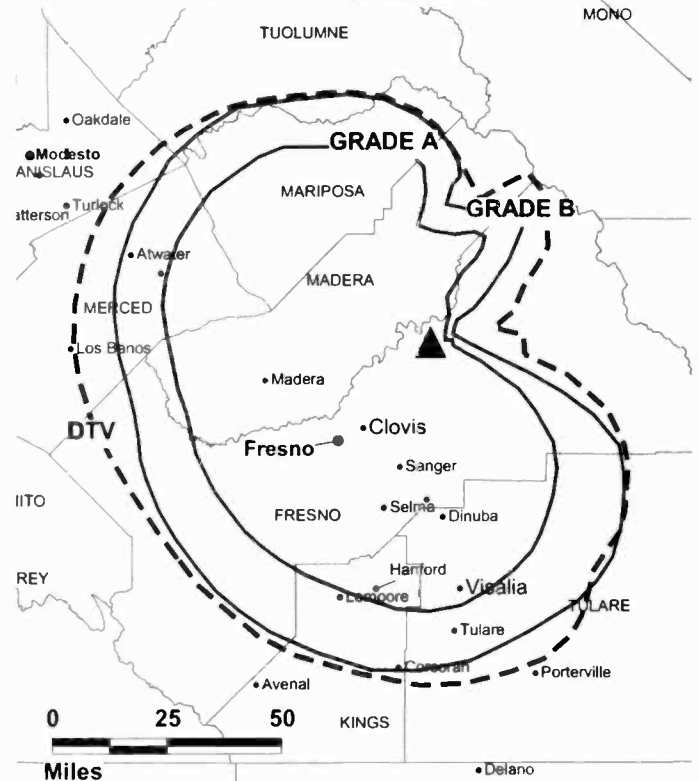 MONO
TUOLUMNE
Oakdale
GRADE A
Modesto
ANISLAUS
MARIPOSA
atterson
Turlock
GRADE B
Atwater
MADERA
MERCED
Los Banos
Madera
DTV
Clovis
Fresno
Sanger
IITO
Selma
FRESNO
Dinuba
REY
Hanford
Lemoore
Visalia
TULARE
Tulare
Corcoran
Avenal
Porterville
0 25 50
KINGS
Miles
Delano